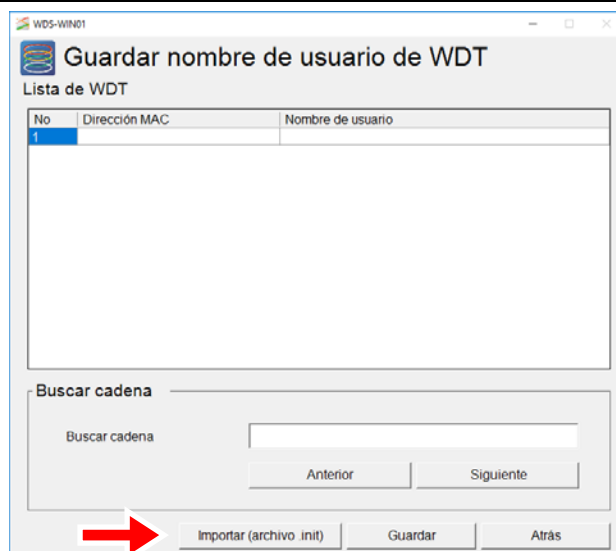 WDS-WIN01
Guardar nombre de usuario de WDT
Lista de WDT
No Dirección MAC Nombre de usuario
1
Buscar cadena
Buscar cadena
Anterior Siguiente
Importar (archivo .init) Guardar Atrás